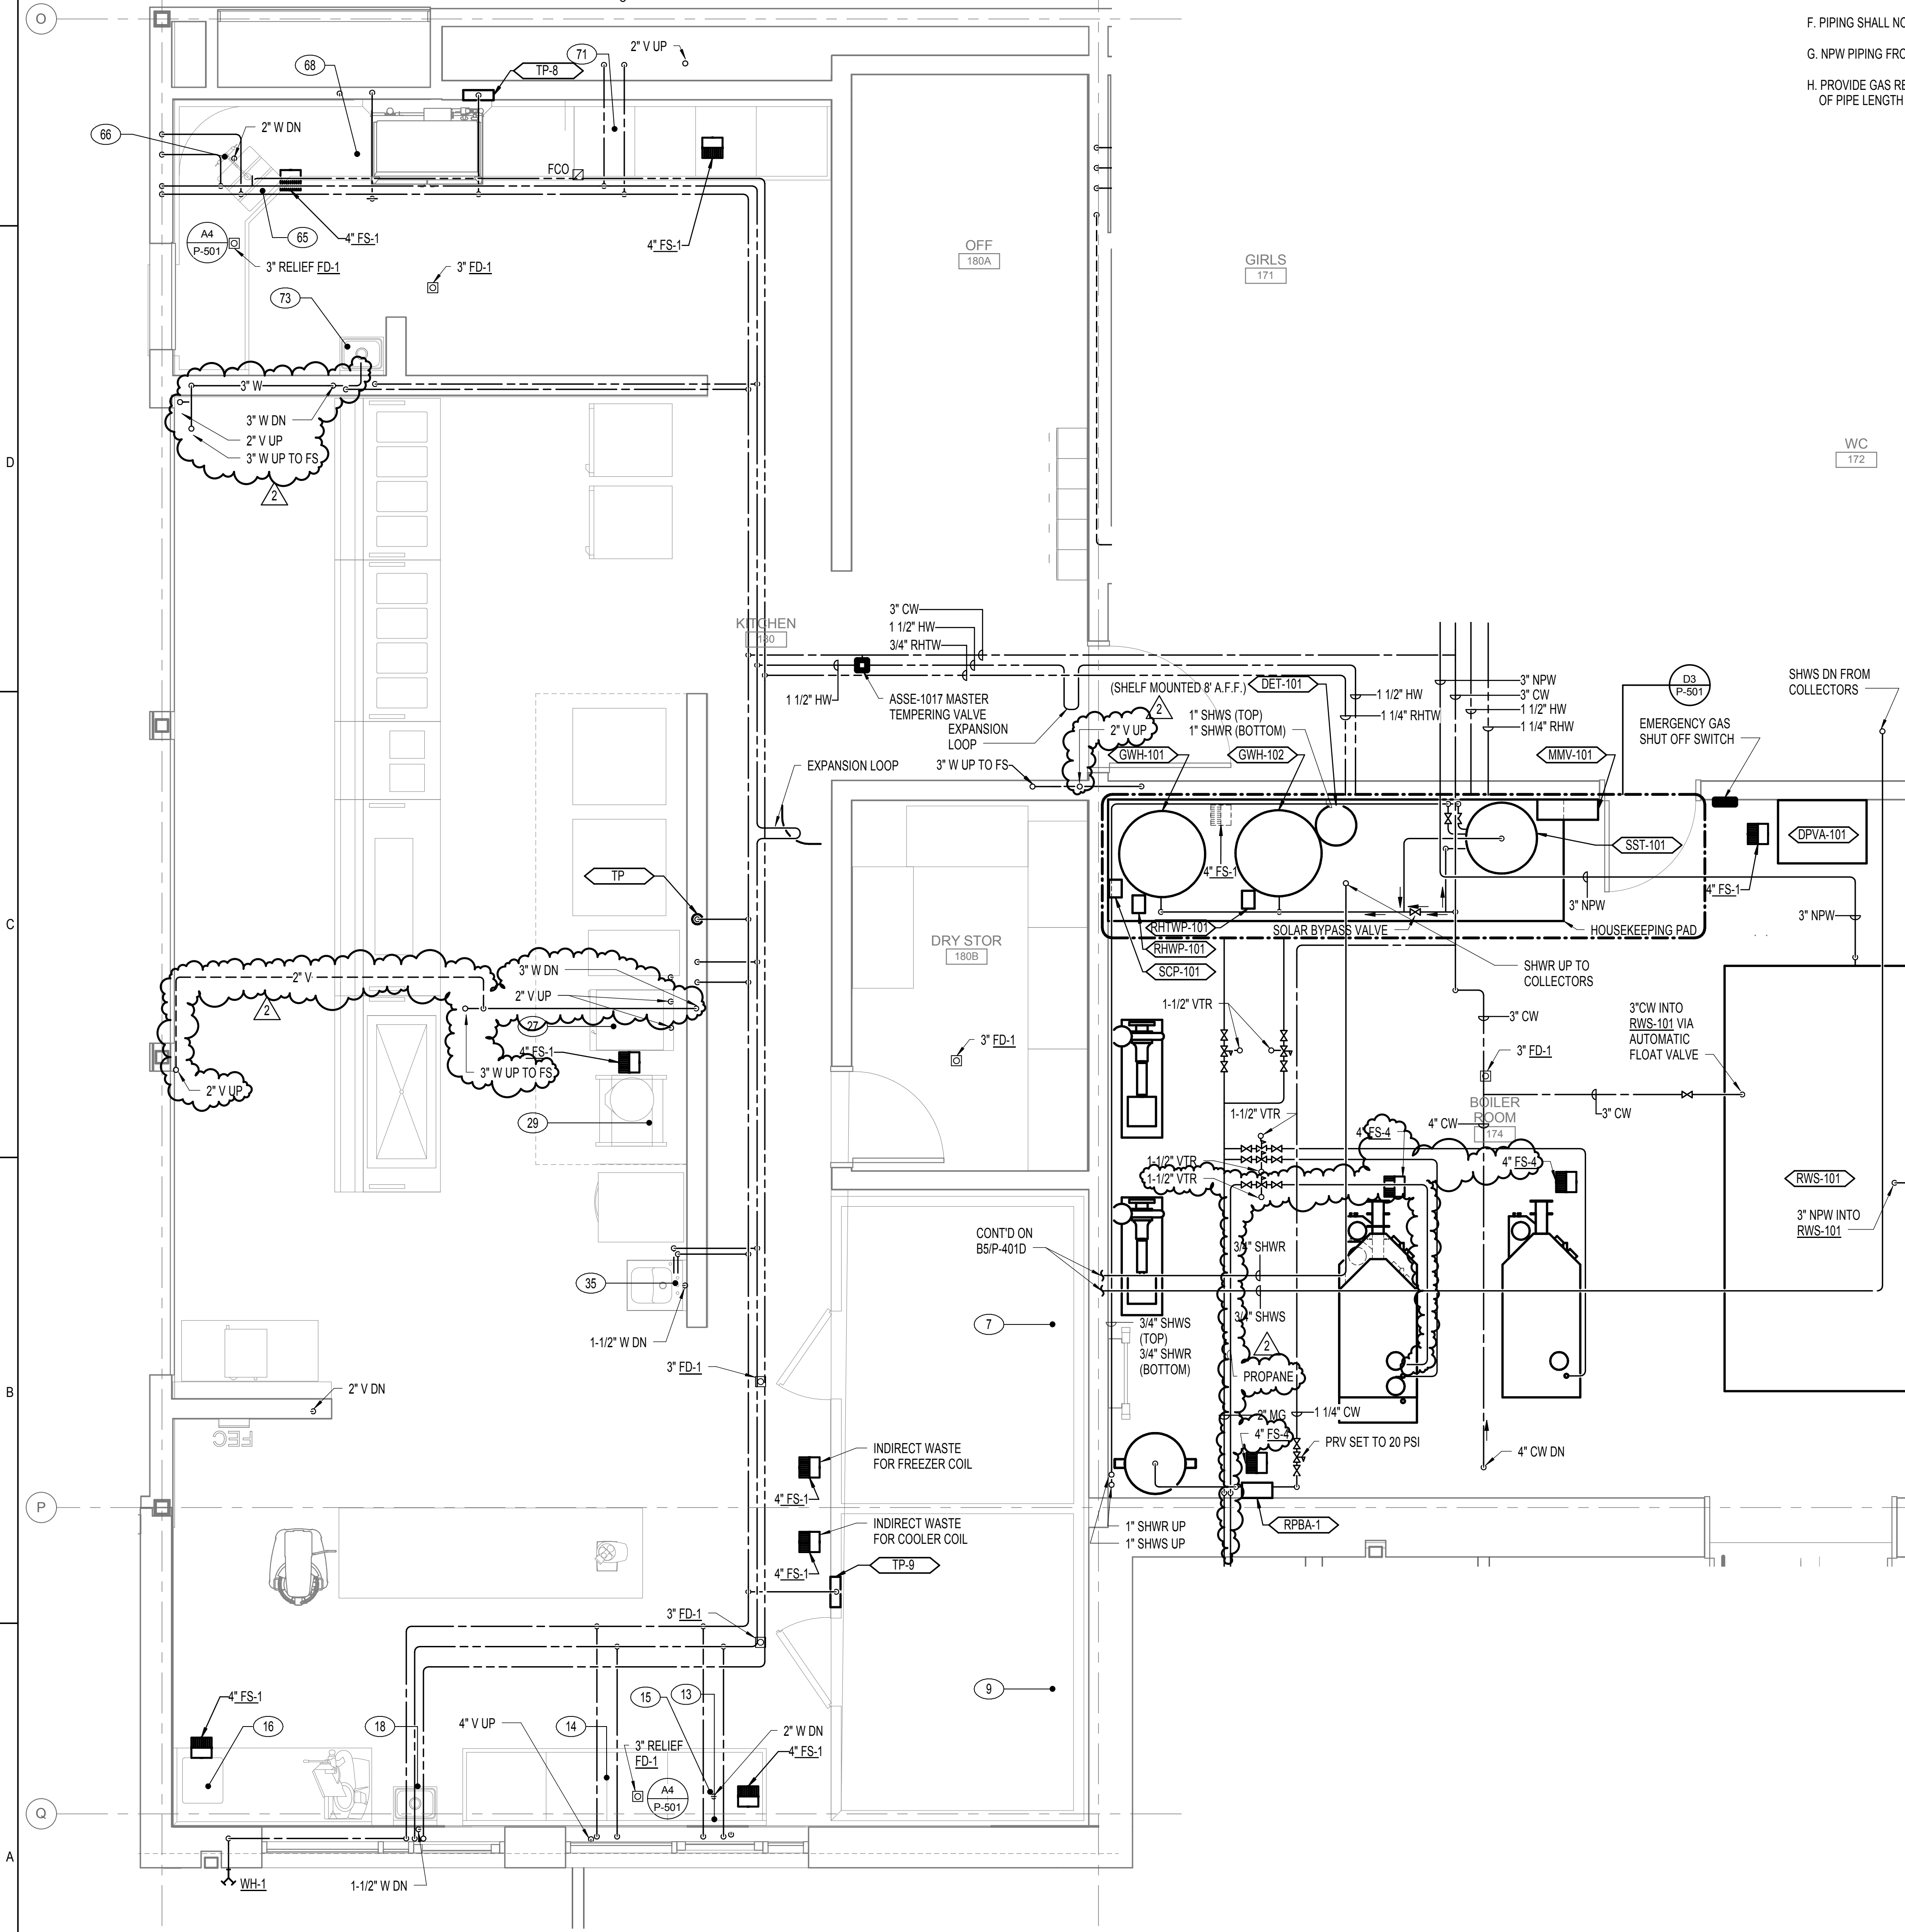 F. PIPING SHALL NO
G. NPW PIPING FRO
H. PROVIDE GAS RE
OF PIPE LENGTH
O
68
71
2" V UP
TP-8
66
2" W DN
FCO
A4
P-501
65
4" FS-1
4" FS-1
3" RELIEF FD-1
3" FD-1
OFF
180A
GIRLS
171
73
3" W
3" W DN
2" V UP
3" W UP TO FS
2
WC
172
D
3" CW
1 1/2" HW
3/4" RHTW
KITCHEN
180
1 1/2" HW
ASSE-1017 MASTER
TEMPERING VALVE
EXPANSION
LOOP
(SHELF MOUNTED 8' A.F.F.)
DET-101
2
1" SHWS (TOP)
1" SHWR (BOTTOM)
2" V UP
1 1/2" HW
1 1/4" RHTW
3" NPW
3" CW
1 1/2" HW
1 1/4" RHW
D3
P-501
SHWS DN FROM
COLLECTORS
EMERGENCY GAS
SHUT OFF SWITCH
EXPANSION LOOP
3" W UP TO FS
GWH-101
GWH-102
MMV-101
SST-101
DPVA-101
4" FS-1
4" FS-1
TP
3" NPW
3" NPW
C
RHTWP-101
SOLAR BYPASS VALVE
HOUSEKEEPING PAD
RHWP-101
SCP-101
DRY STOR
180B
SHWR UP TO
COLLECTORS
2" V
3" W DN
2" V UP
2
27
4" FS-1
3" W UP TO FS
2" V UP
1-1/2" VTR
3" CW
3"CW INTO
RWS-101 VIA
AUTOMATIC
FLOAT VALVE
3" FD-1
3" FD-1
29
BOILER
ROOM
174
1-1/2" VTR
4" CW
3" CW
4" FS-4
1-1/2" VTR
1-1/2" VTR
4" FS-4
RWS-101
3" NPW INTO
RWS-101
CONT'D ON
B5/P-401D
3/4" SHWR
35
3/4" SHWS
7
3/4" SHWS
(TOP)
3/4" SHWR
(BOTTOM)
2
PROPANE
1-1/2" W DN
3" FD-1
B
2" V DN
FEC
2" MG
1 1/4" CW
4" FS-4
PRV SET TO 20 PSI
4" CW DN
INDIRECT WASTE
FOR FREEZER COIL
4" FS-1
P
INDIRECT WASTE
FOR COOLER COIL
4" FS-1
TP-9
1" SHWR UP
1" SHWS UP
RPBA-1
3" FD-1
9
4" FS-1
16
18
4" V UP
14
15
13
3" RELIEF
FD-1
2" W DN
4" FS-1
A4
P-501
Q
A
WH-1
1-1/2" W DN